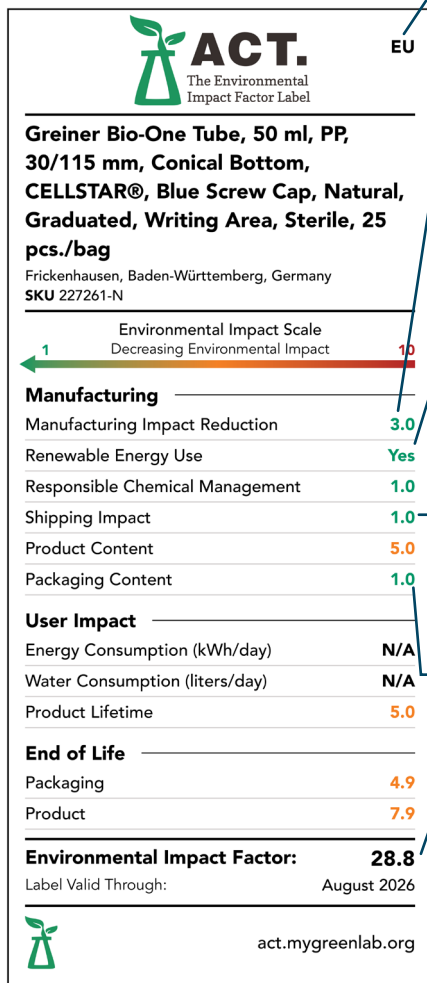 ACT.
EU
The Environmental
Impact Factor Label
Greiner Bio-One Tube, 50 ml, PP,
30/115 mm, Conical Bottom,
CELLSTAR®, Blue Screw Cap, Natural,
Graduated, Writing Area, Sterile, 25
pcs./bag
Frickenhausen, Baden-Württemberg, Germany
SKU 227261-N
Environmental Impact Scale
1 Decreasing Environmental Impact 10
Manufacturing
Manufacturing Impact Reduction 3.0
Renewable Energy Use Yes
Responsible Chemical Management 1.0
Shipping Impact 1.0
Product Content 5.0
Packaging Content 1.0
User Impact
Energy Consumption (kWh/day) N/A
Water Consumption (liters/day) N/A
Product Lifetime 5.0
End of Life
Packaging 4.9
Product 7.9
Environmental Impact Factor: 28.8
Label Valid Through: August 2026
act.mygreenlab.org